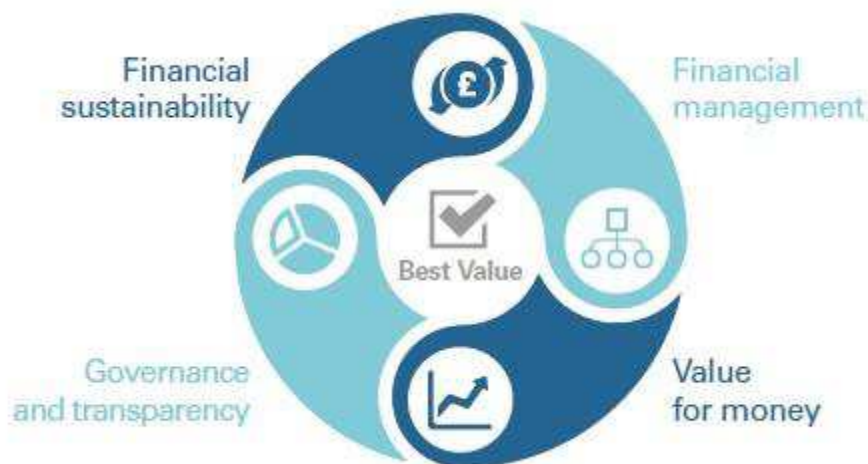 Financial
sustainability
Financial
management
£
Best Value
Governance
and transparency
Value
for money